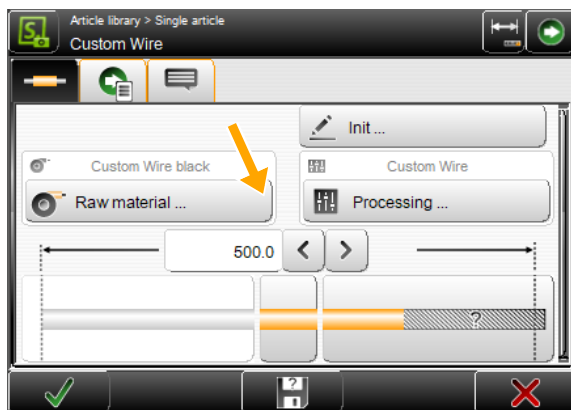 Article library > Single article
Custom Wire
Init ...
Custom Wire black
Custom Wire
Raw material ...
Processing ...
500.0
?
?